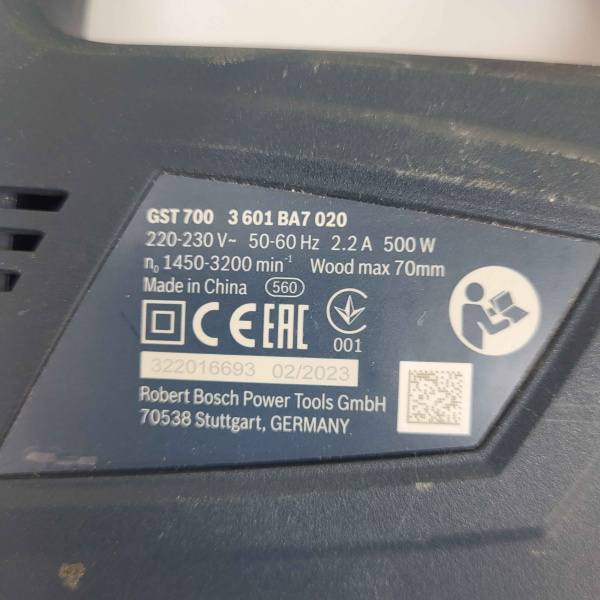 GST 700 3 601 BA7 020
220-230 V~ 50-60 Hz 2.2 A 500 W
n₀ 1450-3200 min⁻¹ Wood max 70mm
Made in China 560
CE EAC
001
322016693 02/2023
Robert Bosch Power Tools GmbH
70538 Stuttgart, GERMANY